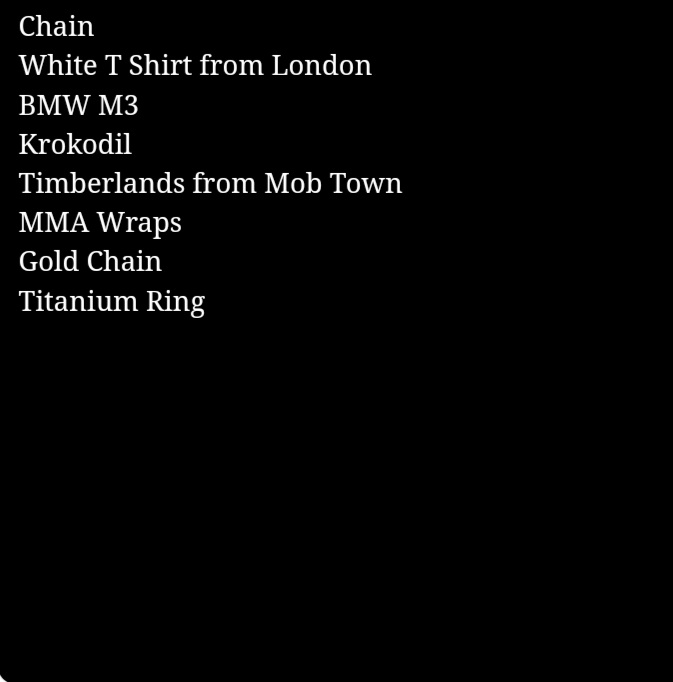 Chain
White T Shirt from London
BMW M3
Krokodil
Timberlands from Mob Town
MMA Wraps
Gold Chain
Titanium Ring